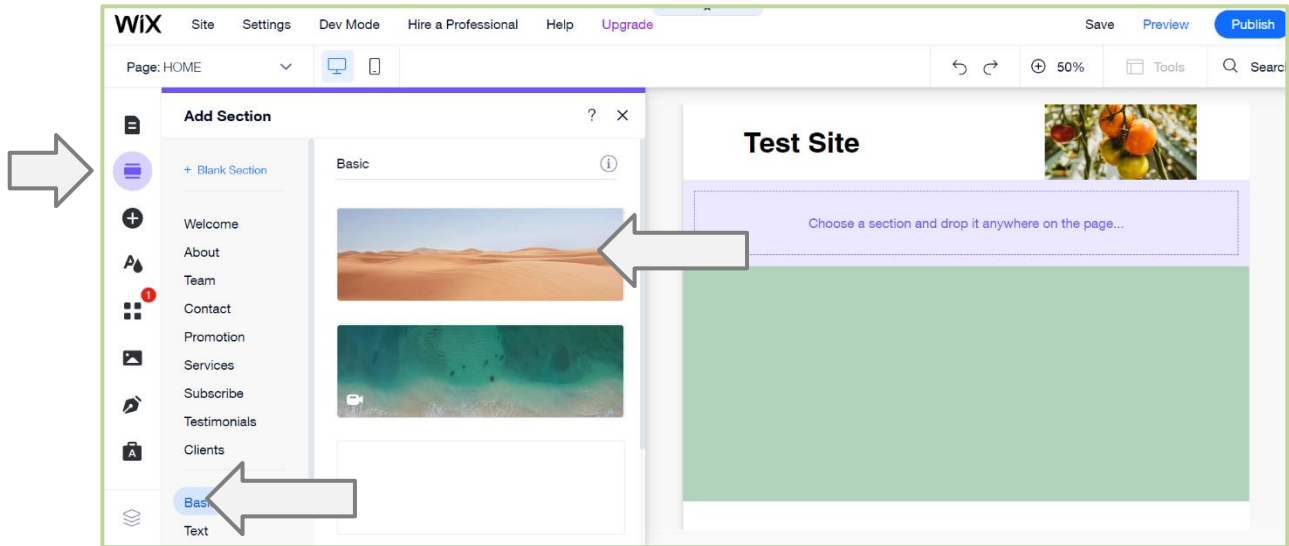 WiX Site Settings Dev Mode Hire a Professional Help Upgrade Save Preview Publish
Page: HOME 50% Tools
Add Section ? ×
+ Blank Section
Basic
Welcome
About
Team
Contact
Promotion
Services
Subscribe
Testimonials
Clients
Text
1
A
A
Test Site
Choose a section and drop it anywhere on the page...